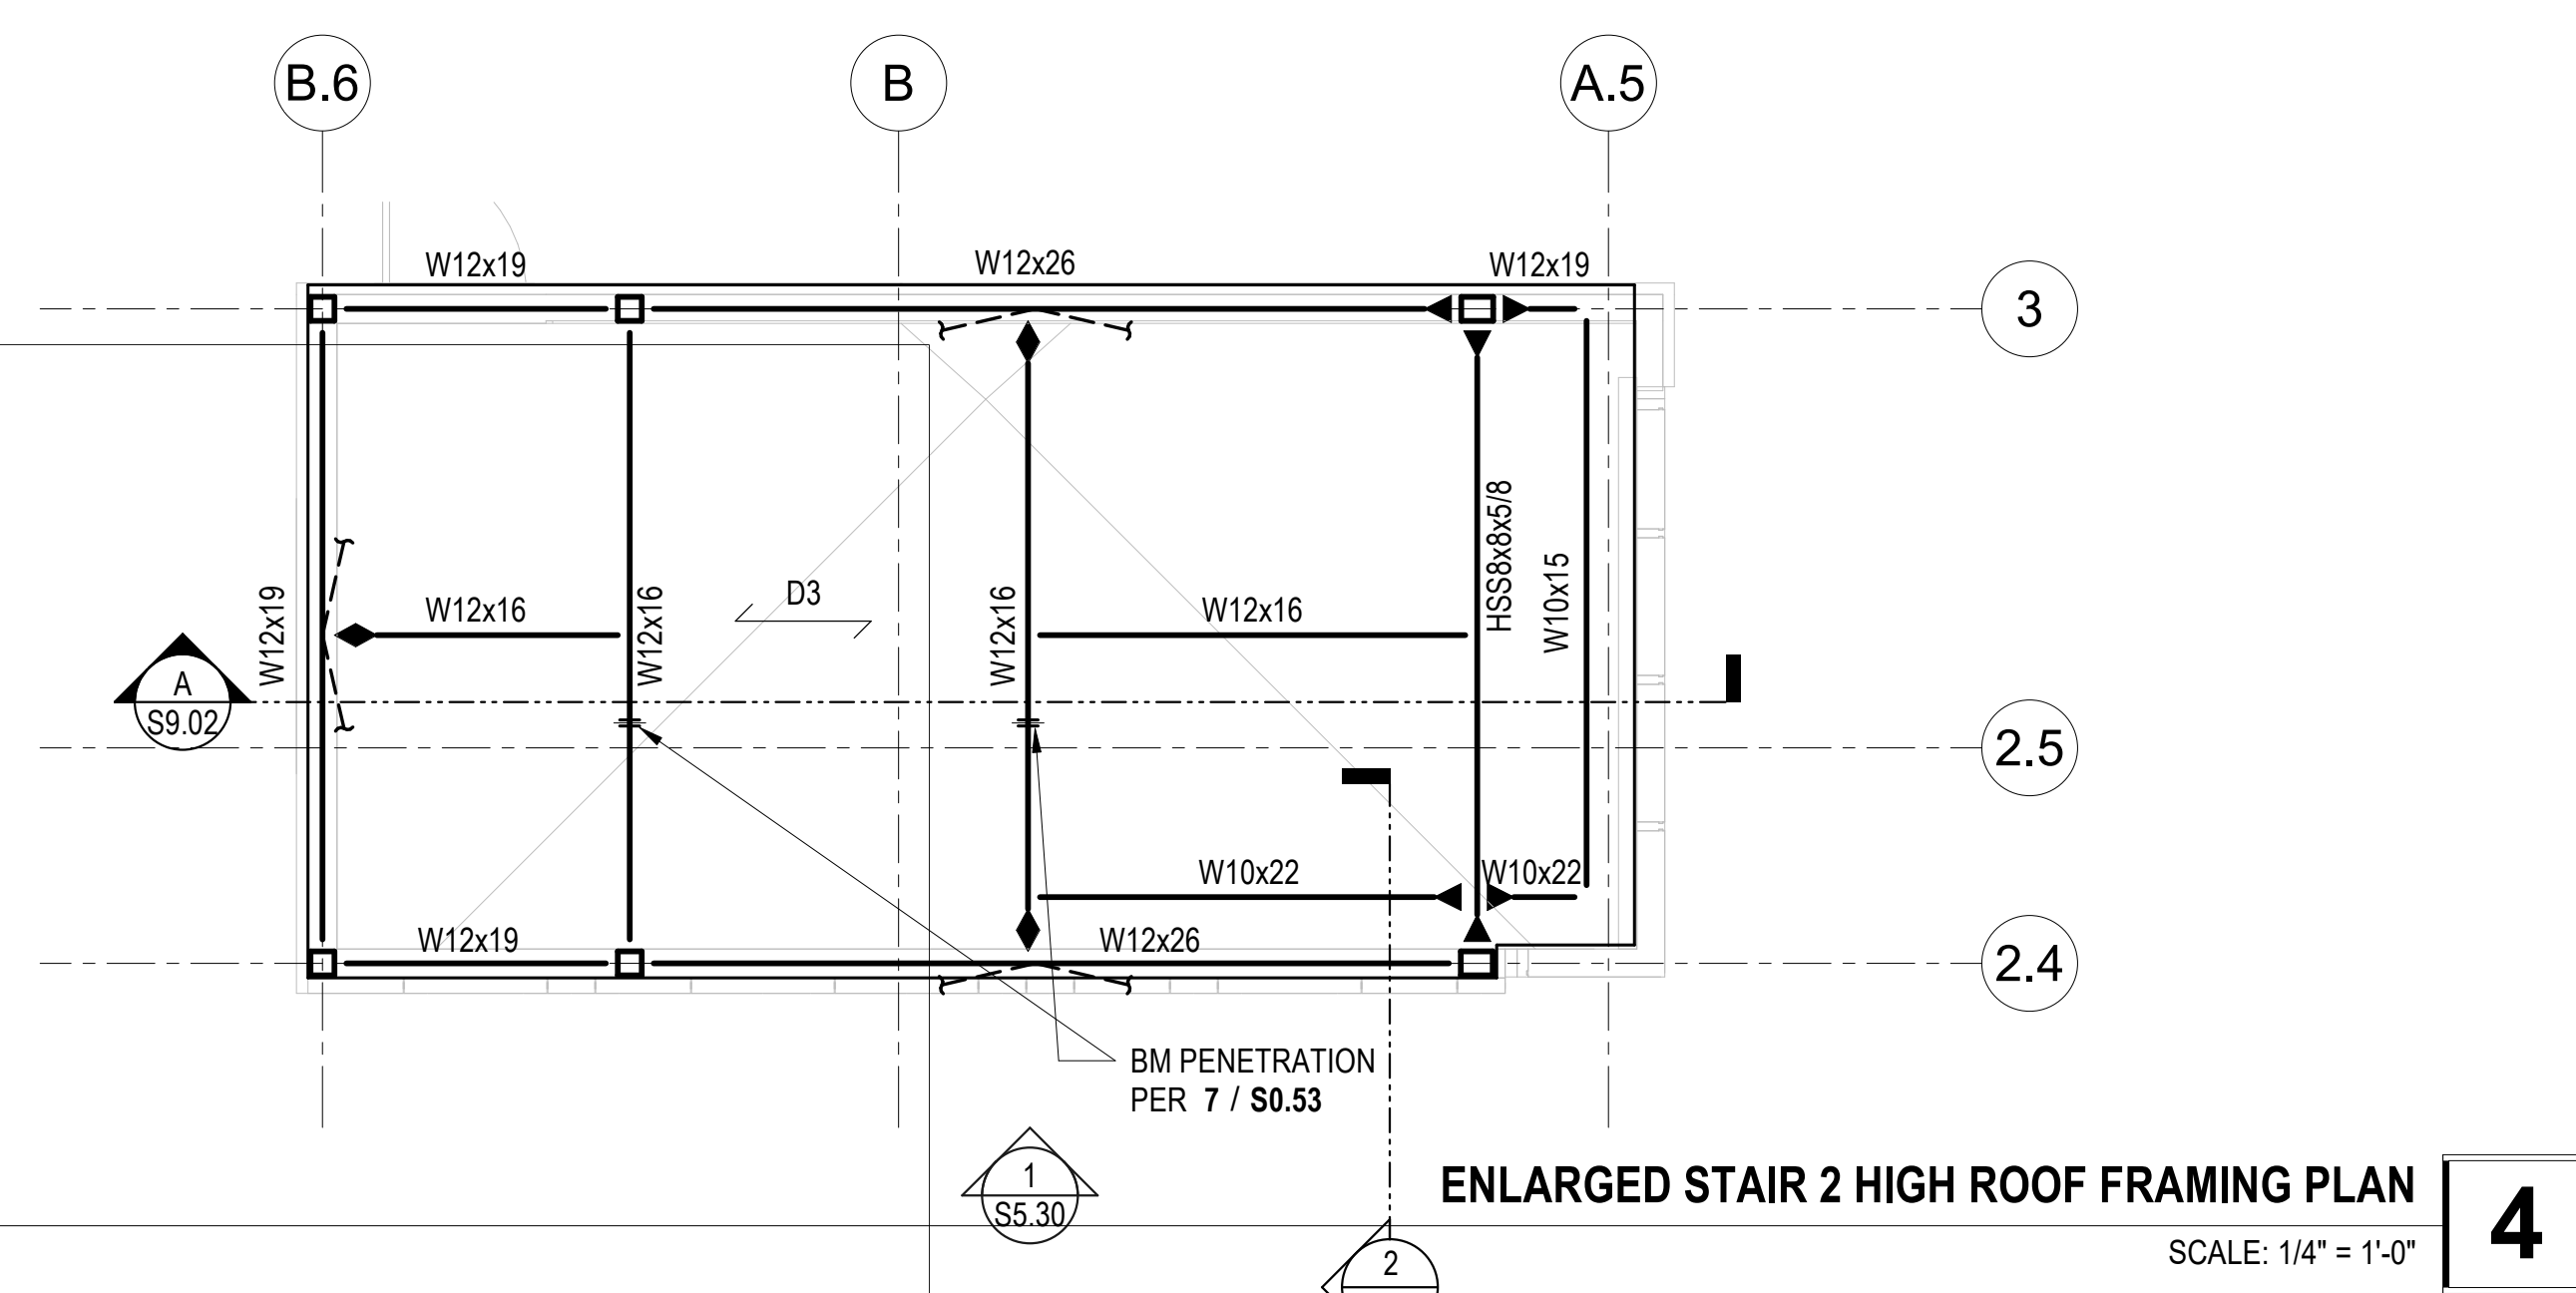 B.6
B
A.5
W12x19
W12x26
W12x19
3
HSS8x8x5/8
W10x15
W12x19
W12x16
W12x16
D3
W12x16
W12x16
A
S9.02
2.5
W10x22
W10x22
W12x19
W12x26
2.4
BM PENETRATION
PER 7 / S0.53
1
S5.30
ENLARGED STAIR 2 HIGH ROOF FRAMING PLAN
4
SCALE: 1/4" = 1'-0"
2